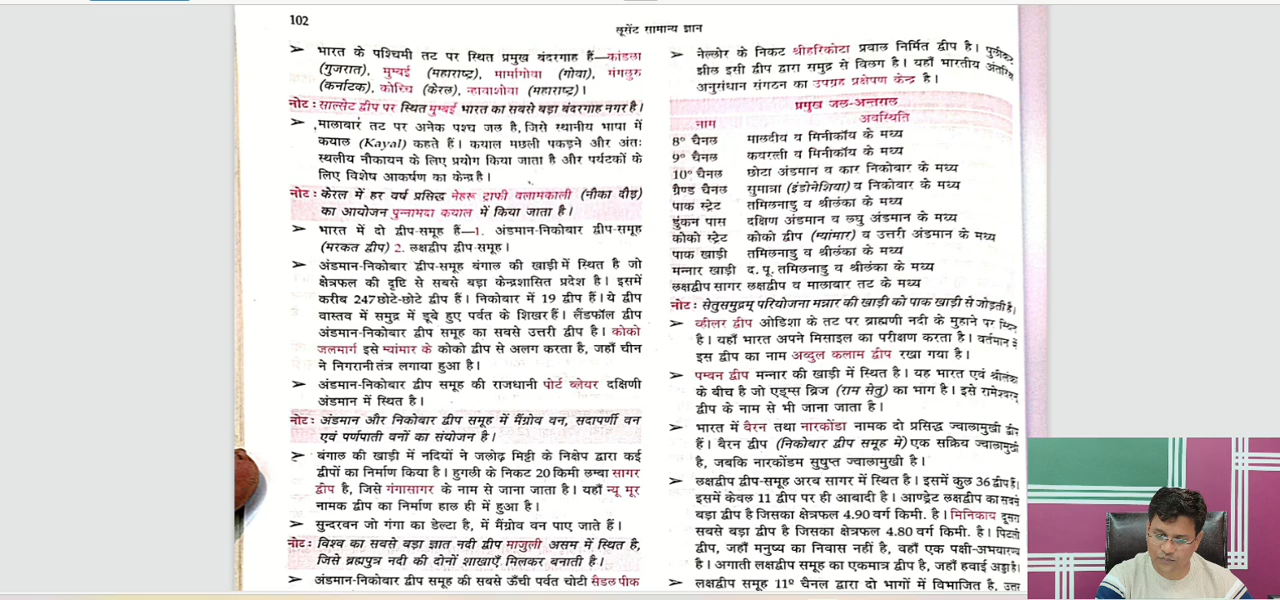 102
लूसेंट सामान्य ज्ञान
➢ भारत के पश्चिमी तट पर स्थित प्रमुख बंदरगाह हैं—कांडला
(गुजरात), मुम्बई (महाराष्ट्र), मार्मागोवा (गोवा), मंगलुरु
(कर्नाटक), कोच्चि (केरल), न्हावाशेवा (महाराष्ट्र)।
नोट : साल्सेट द्वीप पर स्थित मुम्बई भारत का सबसे बड़ा बंदरगाह नगर है।
➢ मालाबार तट पर अनेक पश्च जल है, जिसे स्थानीय भाषा में
कयाल (Kayal) कहते हैं। कयाल मछली पकड़ने और अंतः
स्थलीय नौकायन के लिए प्रयोग किया जाता है और पर्यटकों के
लिए विशेष आकर्षण का केन्द्र है।
नोट : केरल में हर वर्ष प्रसिद्ध नेहरू ट्राफी वलामकाली (नौका दौड़)
का आयोजन पुन्नामदा कयाल में किया जाता है।
➢ भारत में दो द्वीप-समूह हैं—1. अंडमान-निकोबार द्वीप-समूह
(मरकत द्वीप) 2. लक्षद्वीप द्वीप-समूह।
➢ अंडमान-निकोबार द्वीप-समूह बंगाल की खाड़ी में स्थित है जो
क्षेत्रफल की दृष्टि से सबसे बड़ा केन्द्रशासित प्रदेश है। इसमें
करीब 247 छोटे-छोटे द्वीप हैं। निकोबार में 19 द्वीप हैं। ये द्वीप
वास्तव में समुद्र में डूबे हुए पर्वत के शिखर हैं। लैंडफॉल द्वीप
अंडमान-निकोबार द्वीप समूह का सबसे उत्तरी द्वीप है। कोको
जलमार्ग इसे म्यांमार के कोको द्वीप से अलग करता है, जहाँ चीन
ने निगरानी तंत्र लगाया हुआ है।
➢ अंडमान-निकोबार द्वीप समूह की राजधानी पोर्ट ब्लेयर दक्षिणी
अंडमान में स्थित है।
नोट : अंडमान और निकोबार द्वीप समूह में मैंग्रोव वन, सदापर्णी वन
एवं पर्णपाती वनों का संयोजन है।
➢ बंगाल की खाड़ी में नदियों ने जलोढ़ मिट्टी के निक्षेप द्वारा कई
द्वीपों का निर्माण किया है। हुगली के निकट 20 किमी लम्बा सागर
द्वीप है, जिसे गंगासागर के नाम से जाना जाता है। यहाँ न्यू मूर
नामक द्वीप का निर्माण हाल ही में हुआ है।
➢ सुन्दरवन जो गंगा का डेल्टा है, में मैंग्रोव वन पाए जाते हैं।
नोट : विश्व का सबसे बड़ा ज्ञात नदी द्वीप माजुली असम में स्थित है,
जिसे ब्रह्मपुत्र नदी की दोनों शाखाएँ मिलकर बनाती है।
➢ अंडमान-निकोबार द्वीप समूह की सबसे ऊँची पर्वत चोटी सैडल पीक
➢ नेल्लोर के निकट श्रीहरिकोटा प्रवाल निर्मित द्वीप है। पुलीकट
झील इसी द्वीप द्वारा समुद्र से विलग है। यहाँ भारतीय अंतरिक्ष
अनुसंधान संगठन का उपग्रह प्रक्षेपण केन्द्र है।
प्रमुख जल-अन्तराल
नाम अवस्थिति
8° चैनल मालदीव व मिनीकॉय के मध्य
9° चैनल कवरत्ती व मिनीकॉय के मध्य
10° चैनल छोटा अंडमान व कार निकोबार के मध्य
ग्रैण्ड चैनल सुमात्रा (इंडोनेशिया) व निकोबार के मध्य
पाक स्ट्रेट तमिलनाडु व श्रीलंका के मध्य
डुंकन पास दक्षिण अंडमान व लघु अंडमान के मध्य
कोको स्ट्रेट कोको द्वीप (म्यांमार) व उत्तरी अंडमान के मध्य
पाक खाड़ी तमिलनाडु व श्रीलंका के मध्य
मन्नार खाड़ी द. पू. तमिलनाडु व श्रीलंका के मध्य
लक्षद्वीप सागर लक्षद्वीप व मालाबार तट के मध्य
नोट : सेतुसमुद्रम् परियोजना मन्नार की खाड़ी को पाक खाड़ी से जोड़ती है।
➢ व्हीलर द्वीप ओडिशा के तट पर ब्राह्मणी नदी के मुहाने पर स्थित
है। यहाँ भारत अपने मिसाइल का परीक्षण करता है। वर्तमान में
इस द्वीप का नाम अब्दुल कलाम द्वीप रखा गया है।
➢ पम्बन द्वीप मन्नार की खाड़ी में स्थित है। यह भारत एवं श्रीलंका
के बीच है जो एड्म्स ब्रिज (राम सेतु) का भाग है। इसे रामेश्वरम्
द्वीप के नाम से भी जाना जाता है।
➢ भारत में बैरन तथा नारकोंडा नामक दो प्रसिद्ध ज्वालामुखी द्वीप
हैं। बैरन द्वीप (निकोबार द्वीप समूह में) एक सक्रिय ज्वालामुखी
है, जबकि नारकोंडम सुषुप्त ज्वालामुखी है।
➢ लक्षद्वीप द्वीप-समूह अरब सागर में स्थित है। इसमें कुल 36 द्वीप हैं।
इसमें केवल 11 द्वीप पर ही आबादी है। आण्ड्रेट लक्षद्वीप का सबसे
बड़ा द्वीप है जिसका क्षेत्रफल 4.90 वर्ग किमी. है। मिनिकाय दूसरा
सबसे बड़ा द्वीप है जिसका क्षेत्रफल 4.80 वर्ग किमी. है। पिटली
द्वीप, जहाँ मनुष्य का निवास नहीं है, वहाँ एक पक्षी-अभयारण्य
है। अगाती लक्षद्वीप का एकमात्र द्वीप है, जहाँ हवाई अड्डा है।
➢ लक्षद्वीप समूह 11° चैनल द्वारा दो भागों में विभाजित है, उत्तर